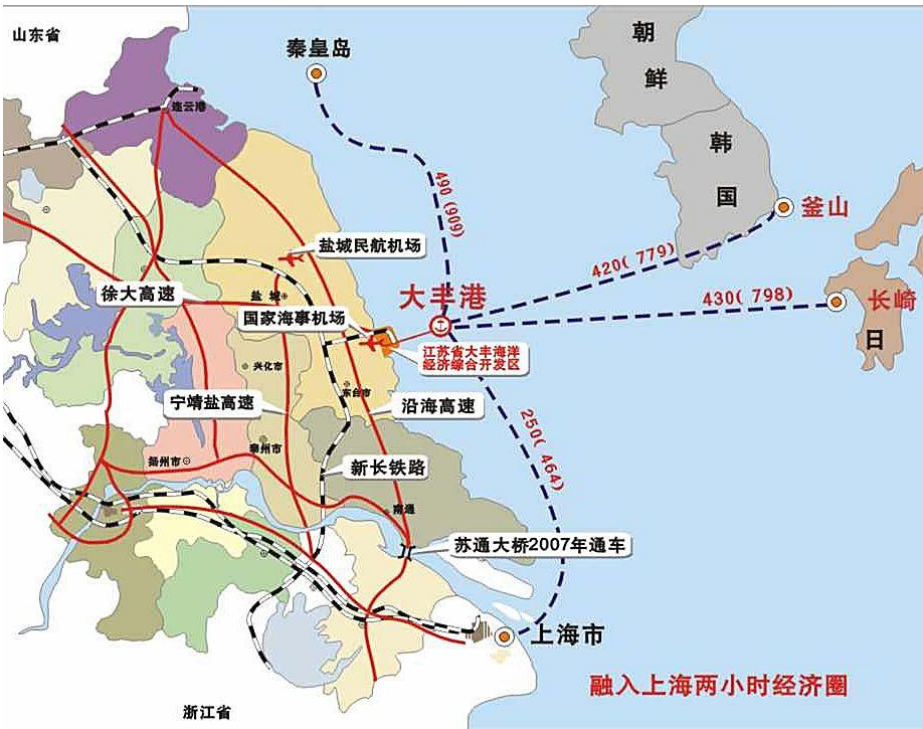 山东省
秦皇岛
朝
鲜
连云港
韩
国
釜山
490 (909)
盐城民航机场
420( 779)
徐大高速
盐城
大丰港
430( 798)
长崎
日
国家海事机场
江苏省大丰海洋
经济综合开发区
兴化市
东台市
宁靖盐高速
沿海高速
250( 464)
泰州市
扬州市
新长铁路
南通
苏通大桥2007年通车
上海市
融入上海两小时经济圈
浙江省